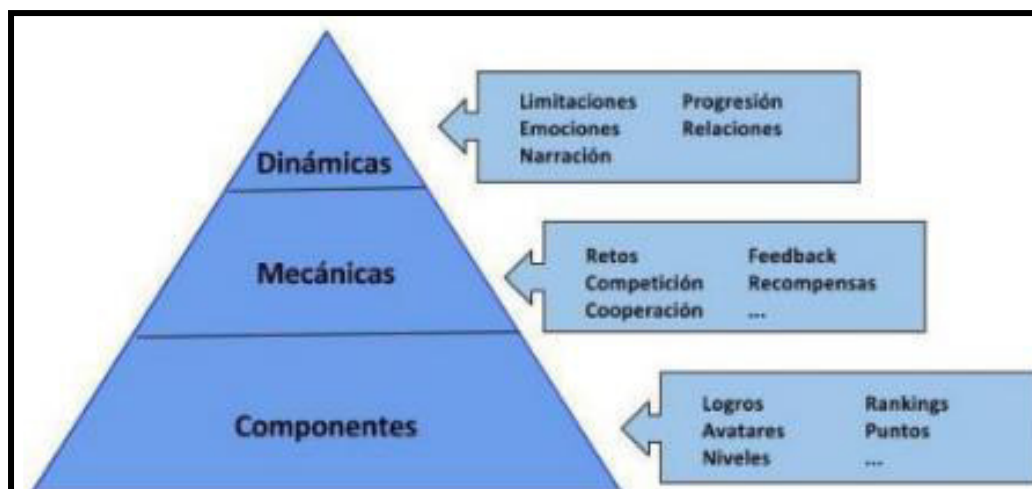 Dinámicas
Limitaciones Progresión
Emociones Relaciones
Narración
Mecánicas
Retos Feedback
Competición Recompensas
Cooperación ...
Componentes
Logros Rankings
Avatares Puntos
Niveles ...